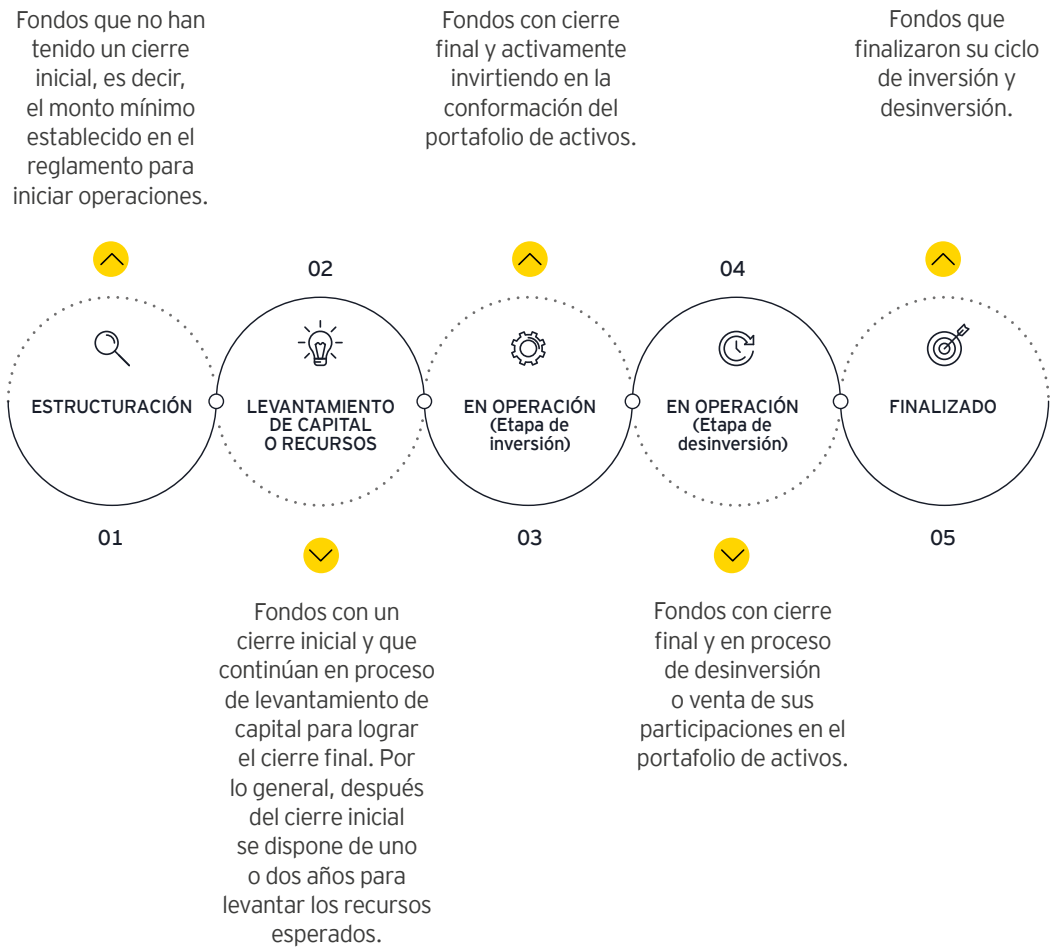 Fondos que no han
tenido un cierre
inicial, es decir,
el monto mínimo
establecido en el
reglamento para
iniciar operaciones.
Fondos con cierre
final y activamente
invirtiendo en la
conformación del
portafolio de activos.
Fondos que
finalizaron su ciclo
de inversión y
desinversión.
02
04
ESTRUCTURACIÓN
LEVANTAMIENTO
DE CAPITAL
O RECURSOS
EN OPERACIÓN
(Etapa de
inversión)
EN OPERACIÓN
(Etapa de
desinversión)
FINALIZADO
01
03
05
Fondos con un
cierre inicial y que
continúan en proceso
de levantamiento de
capital para lograr
el cierre final. Por
lo general, después
del cierre inicial
se dispone de uno
o dos años para
levantar los recursos
esperados.
Fondos con cierre
final y en proceso
de desinversión
o venta de sus
participaciones en el
portafolio de activos.